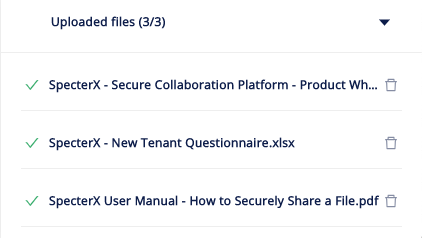 Uploaded files (3/3)
SpecterX - Secure Collaboration Platform - Product Wh...
SpecterX - New Tenant Questionnaire.xlsx
SpecterX User Manual - How to Securely Share a File.pdf